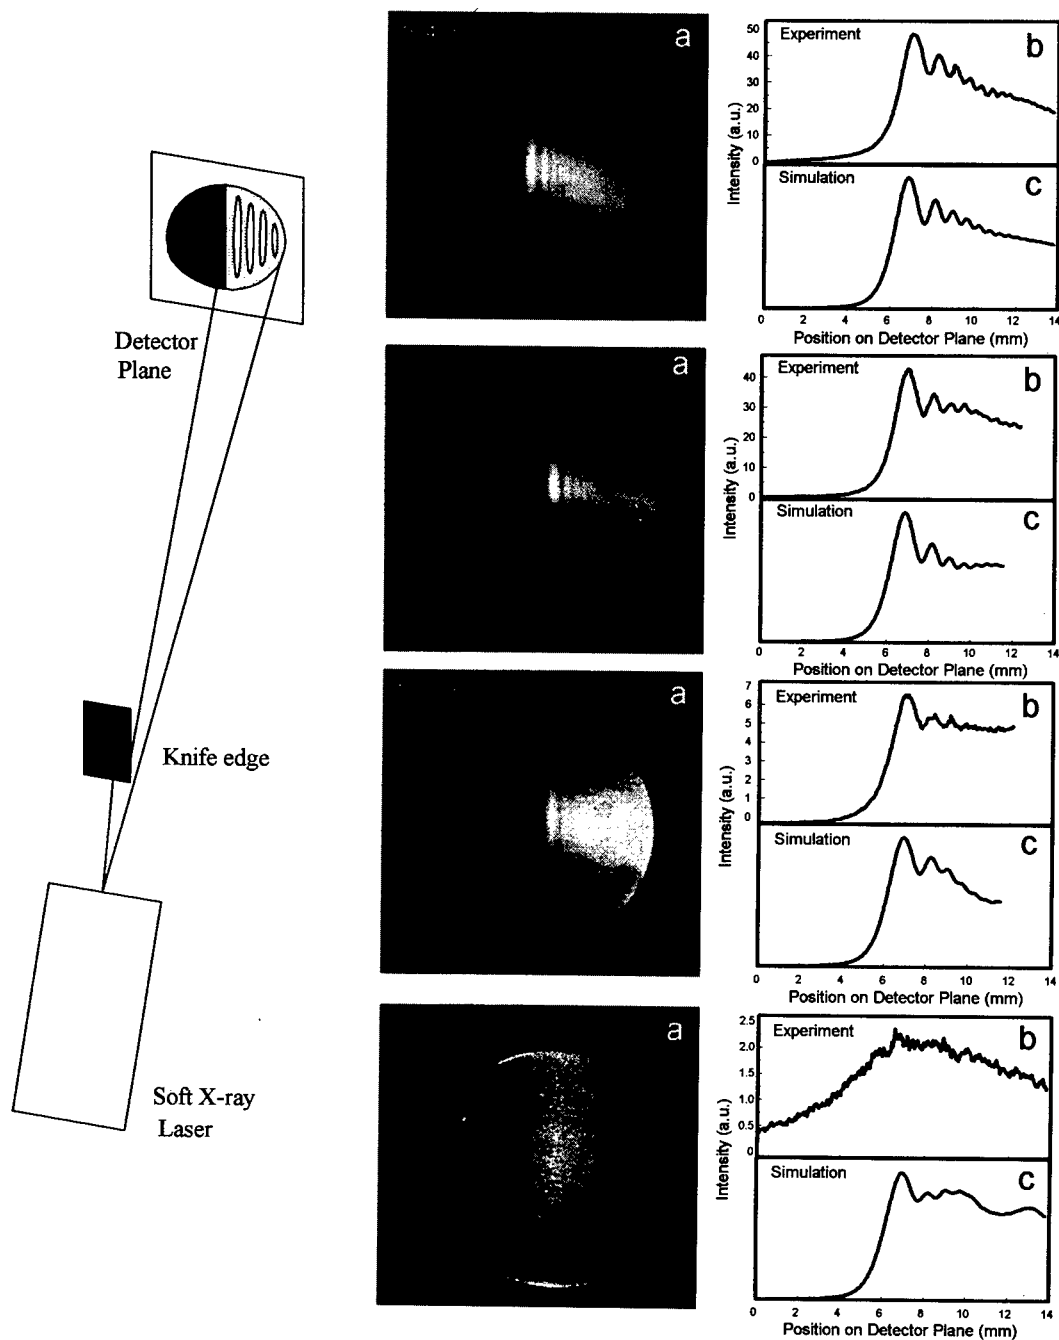 Detector
Plane
Knife edge
Soft X-ray
Laser
a
50
40
30
20
10
0
Intensity (a.u.)
Experiment
b
Simulation
c
0 2 4 6 8 10 12 14
Position on Detector Plane (mm)
a
40
30
20
10
0
Intensity (a.u.)
Experiment
b
Simulation
c
0 2 4 6 8 10 12 14
Position on Detector Plane (mm)
a
7
6
5
4
3
2
1
0
Intensity (a.u.)
Experiment
b
Simulation
c
0 2 4 6 8 10 12 14
Position on Detector Plane (mm)
a
2.5
2.0
1.5
1.0
0.5
0
Intensity (a.u.)
Experiment
b
Simulation
c
0 2 4 6 8 10 12 14
Position on Detector Plane (mm)